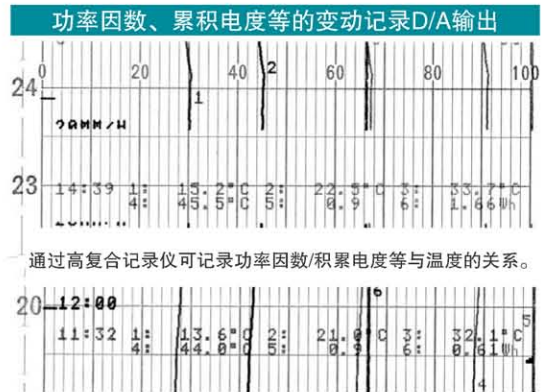 功率因数、累积电度等的变动记录D/A输出
0 20 40 60 80 100
2
24
1
20MM/H
23
14:39 1: 15.2°C 2: 22.5°C 3: 33.7°C
4: 45.5°C 5: 0.9 6: 1.66Wh
通过高复合记录仪可记录功率因数/积累电度等与温度的关系。
6
20 12:00
5
11:32 1: 13.6°C 2: 21.0°C 3: 32.1°C
4: 44.0°C 5: 0.9 6: 0.61Wh
4